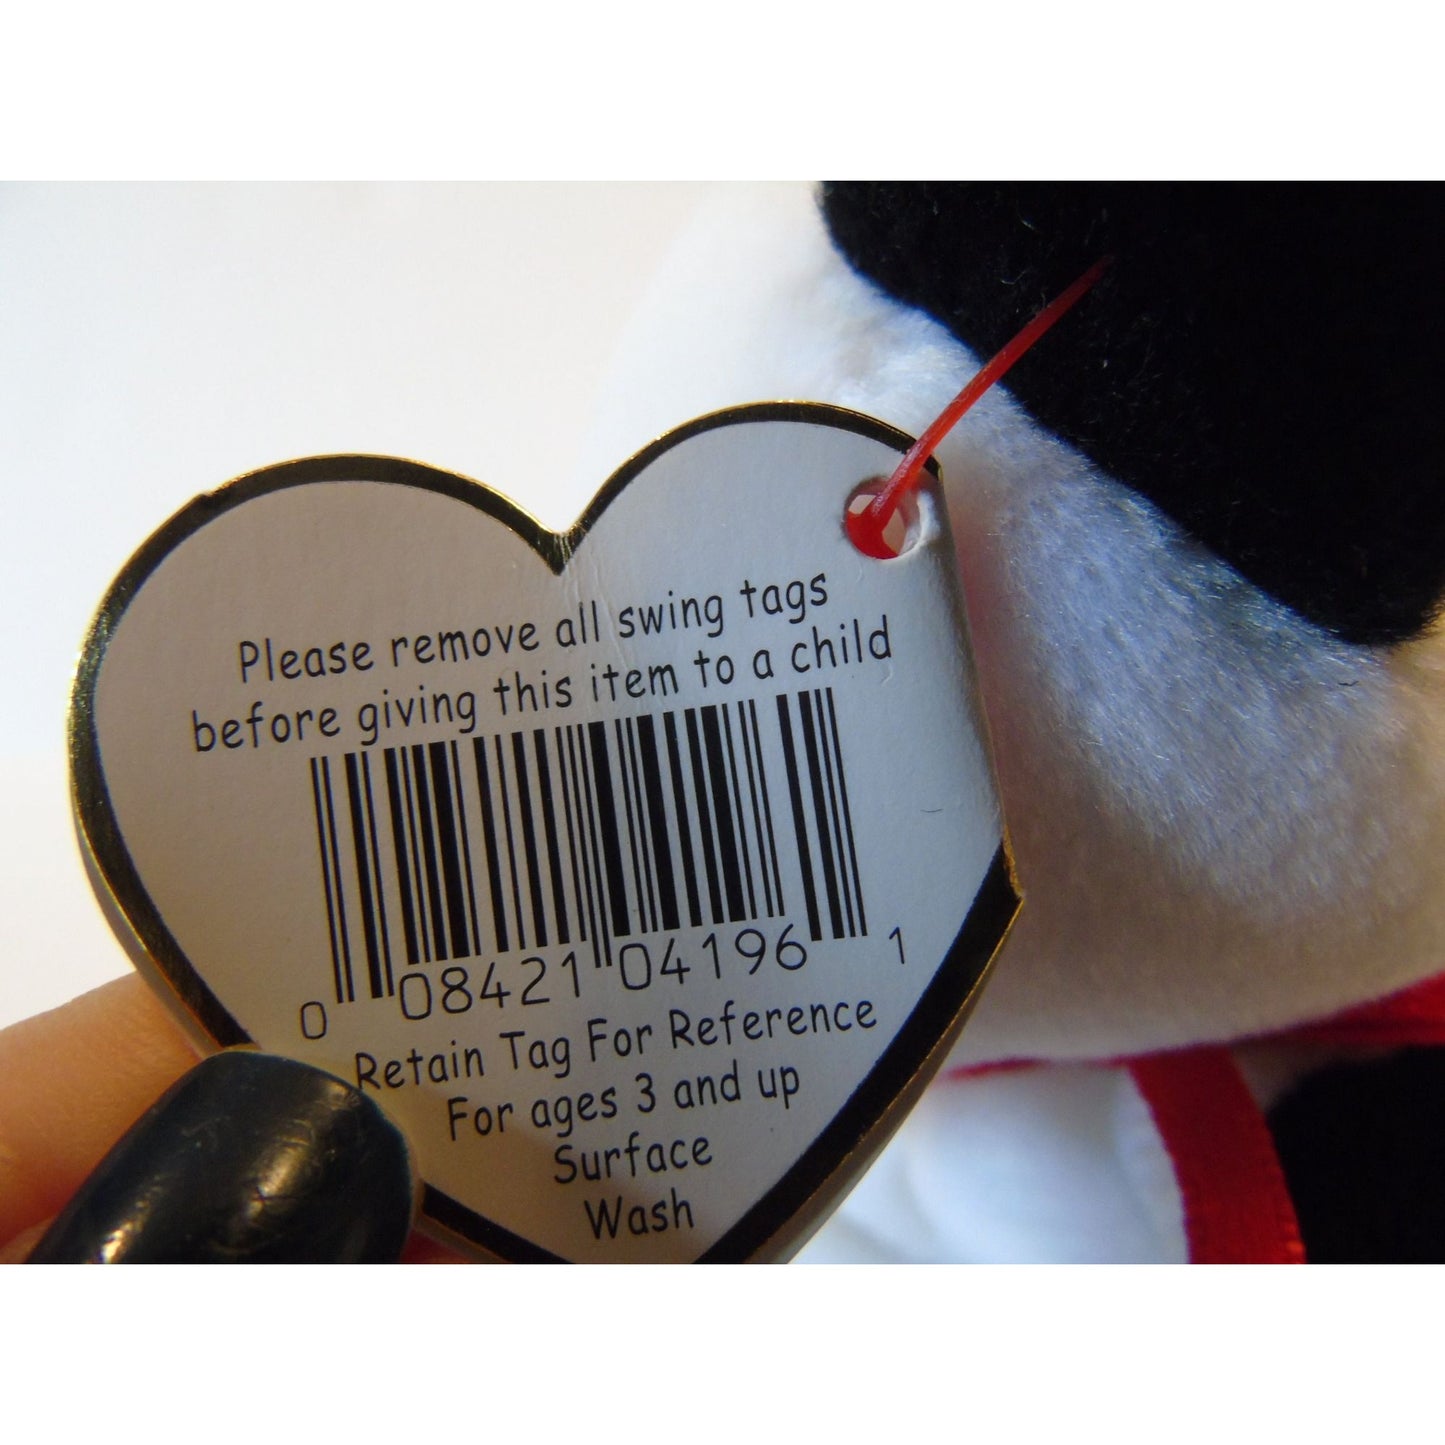 Please remove all swing tags
before giving this item to a child
0 08421 04196 1
Retain Tag For Reference
For ages 3 and up
Surface
Wash